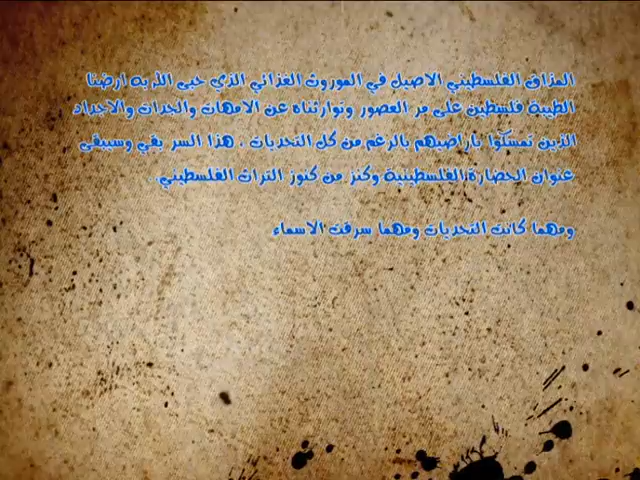 المذاق الفلسطيني الاصيل في الموروث الغذائي الذي حبى الله به ارضنا
الطيبة فلسطين على مر العصور وتوارثناه عن الامهات والجدات والاجداد
الذين تمسكوا باراضيهم بالرغم من كل التحديات . هذا السر بقي وسيبقى
عنوان الحضارة الفلسطينية وكنز من كنوز التراث الفلسطيني .
ومهما كانت التحديات ومهما سرقت الاسماء